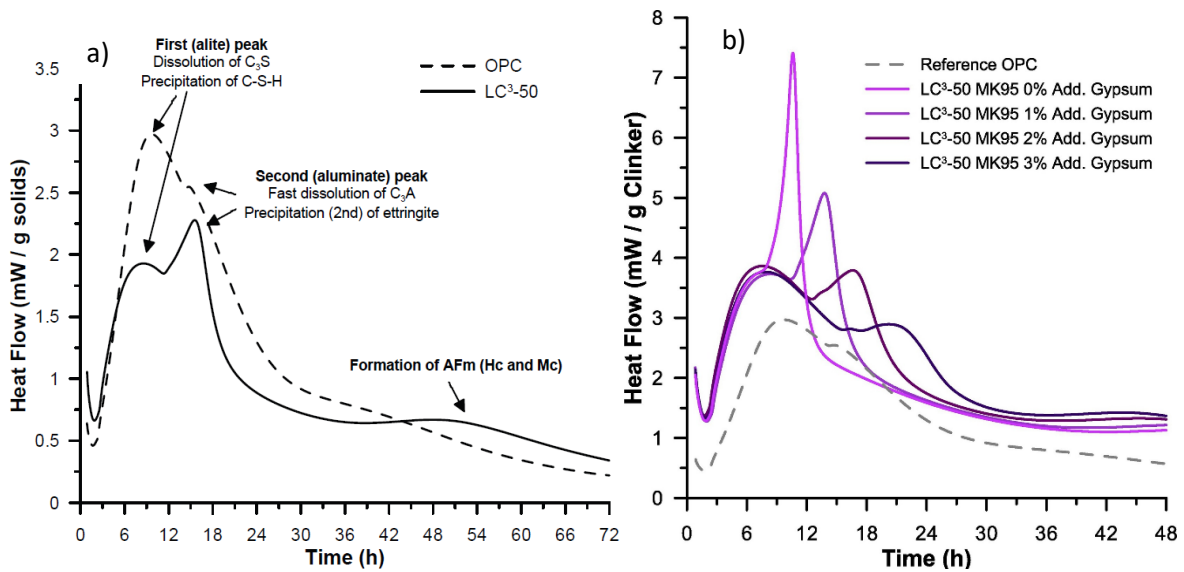 a)
First (alite) peak
Dissolution of C₃S
Precipitation of C-S-H
OPC
LC³-50
Second (aluminate) peak
Fast dissolution of C₃A
Precipitation (2nd) of ettringite
Formation of AFm (Hc and Mc)
Heat Flow (mW / g solids)
3.5
3
2.5
2
1.5
1
0.5
0
0 6 12 18 24 30 36 42 48 54 60 66 72
Time (h)
b)
Reference OPC
LC³-50 MK95 0% Add. Gypsum
LC³-50 MK95 1% Add. Gypsum
LC³-50 MK95 2% Add. Gypsum
LC³-50 MK95 3% Add. Gypsum
Heat Flow (mW / g Clinker)
8
7
6
5
4
3
2
1
0
0 6 12 18 24 30 36 42 48
Time (h)